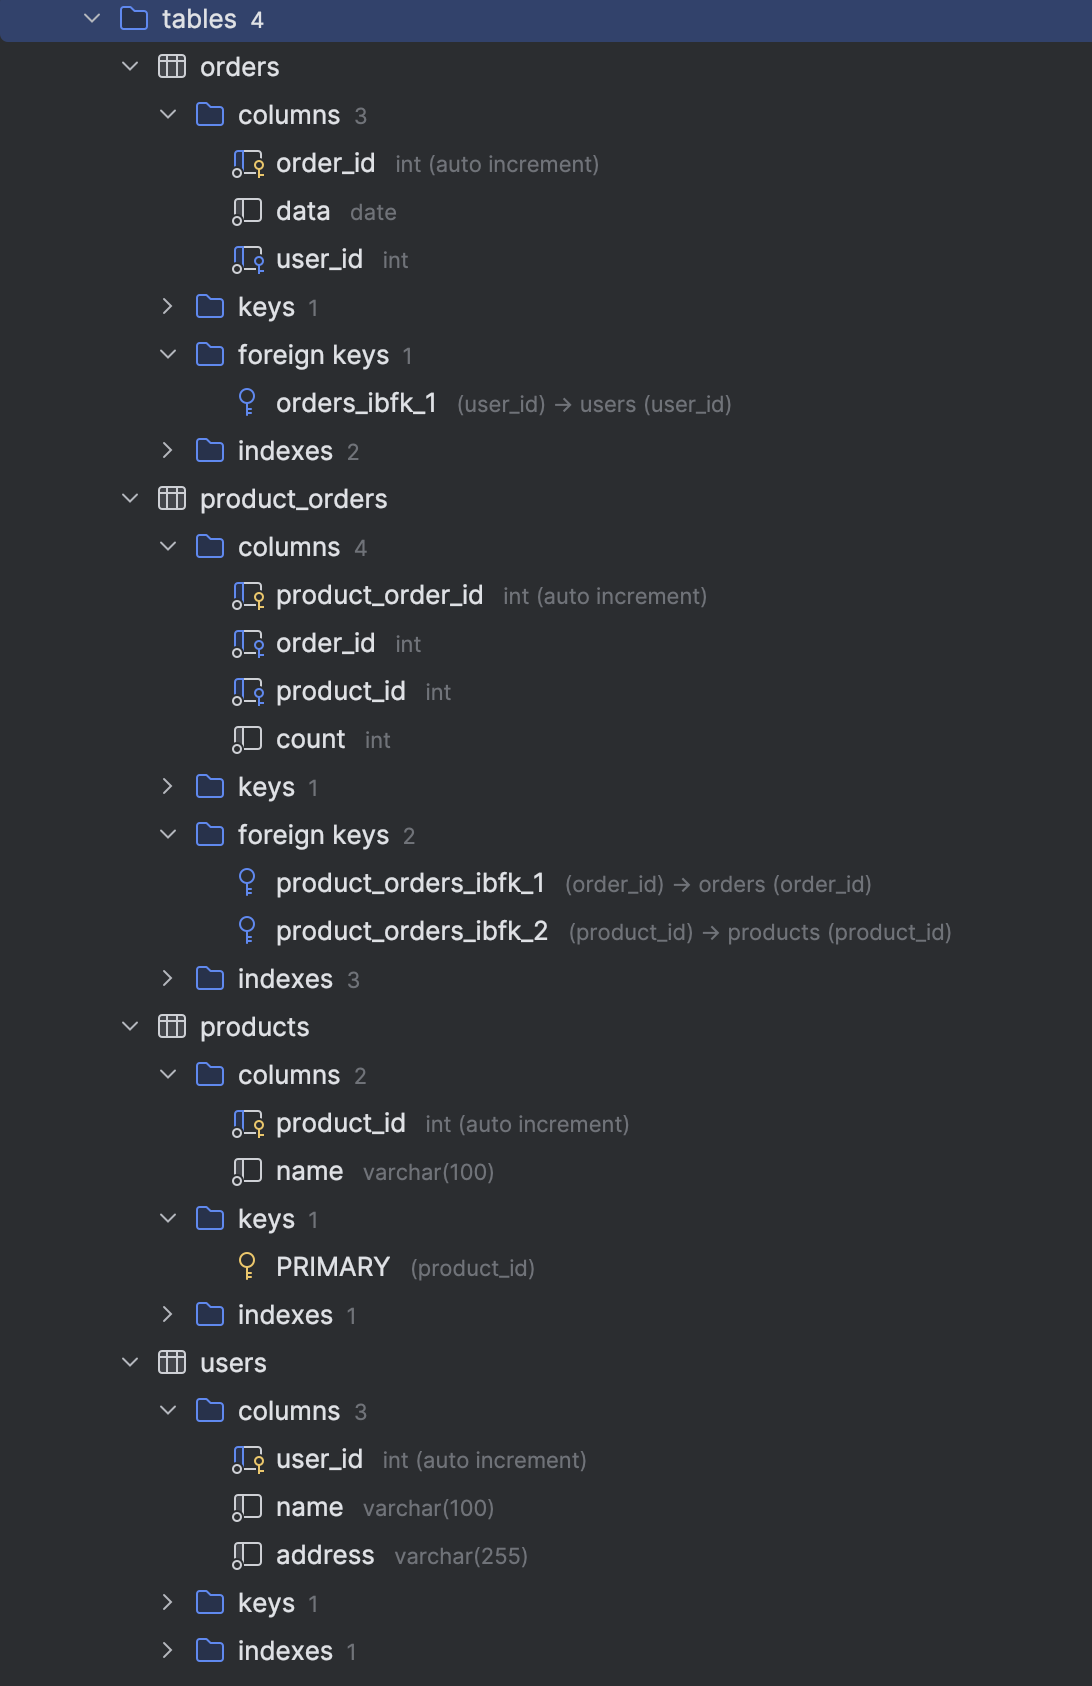 tables 4
orders
columns 3
order_id int (auto increment)
data date
user_id int
keys 1
foreign keys 1
orders_ibfk_1 (user_id) → users (user_id)
indexes 2
product_orders
columns 4
product_order_id int (auto increment)
order_id int
product_id int
count int
keys 1
foreign keys 2
product_orders_ibfk_1 (order_id) → orders (order_id)
product_orders_ibfk_2 (product_id) → products (product_id)
indexes 3
products
columns 2
product_id int (auto increment)
name varchar(100)
keys 1
PRIMARY (product_id)
indexes 1
users
columns 3
user_id int (auto increment)
name varchar(100)
address varchar(255)
keys 1
indexes 1